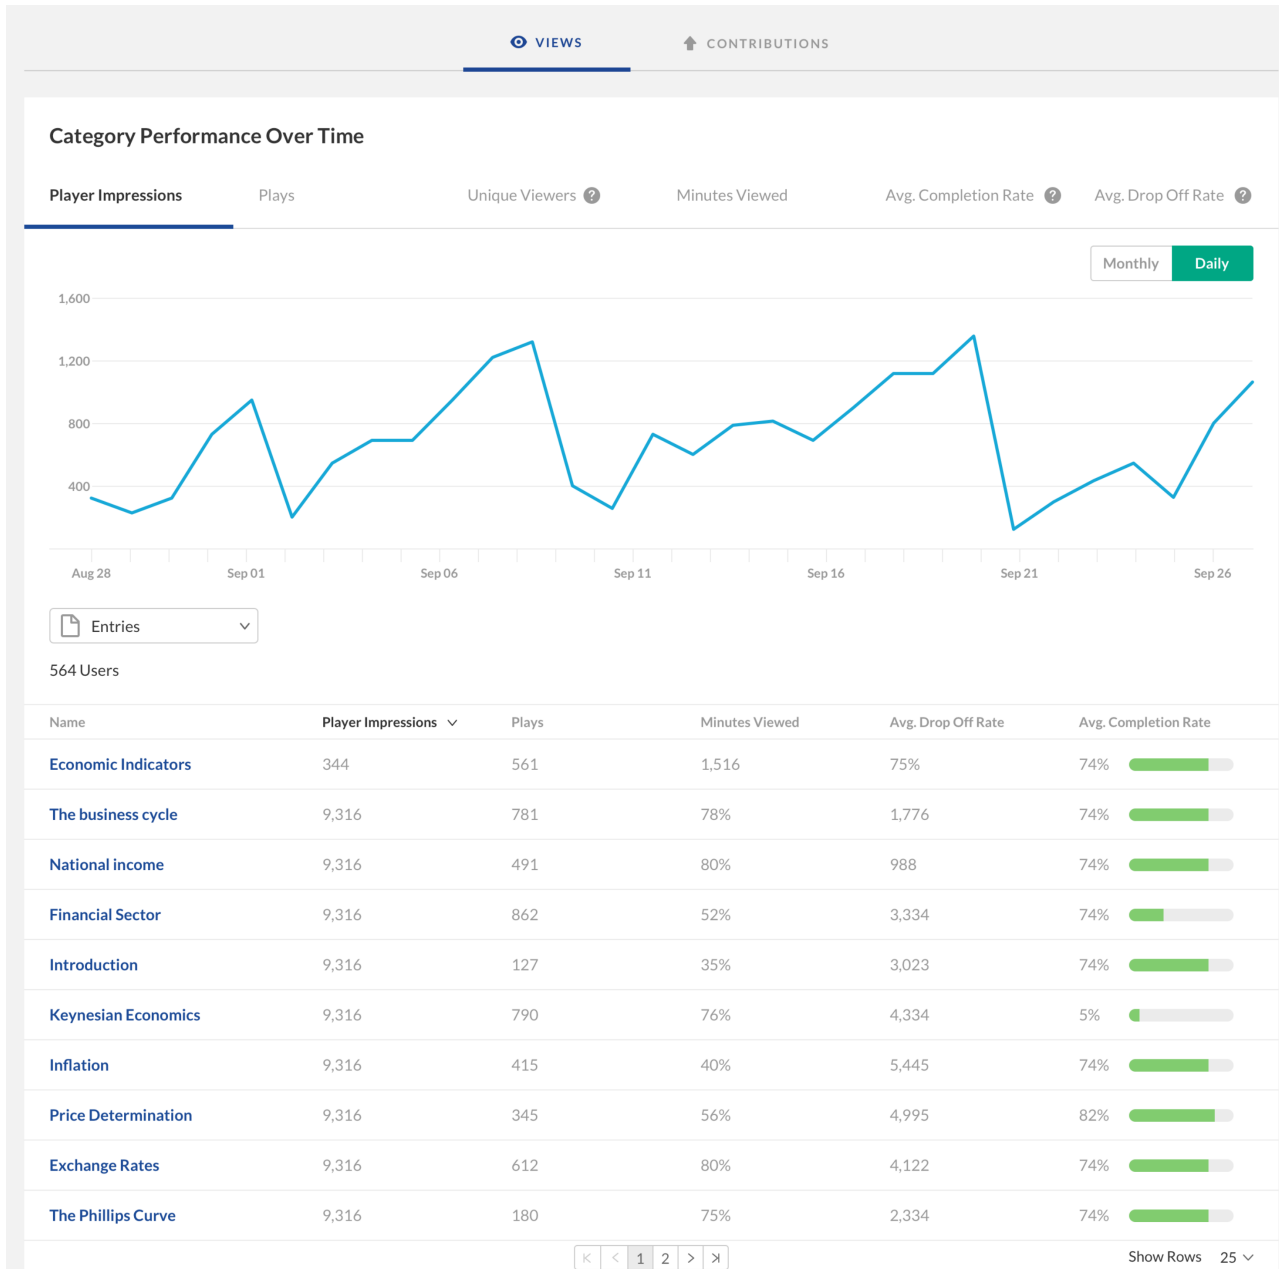 VIEWS CONTRIBUTIONS
Category Performance Over Time
Player Impressions Plays Unique Viewers ? Minutes Viewed Avg. Completion Rate ? Avg. Drop Off Rate ?
Monthly Daily
1,600
1,200
800
400
Aug 28 Sep 01 Sep 06 Sep 11 Sep 16 Sep 21 Sep 26
Entries
564 Users
Name Player Impressions Plays Minutes Viewed Avg. Drop Off Rate Avg. Completion Rate
Economic Indicators 344 561 1,516 75% 74%
The business cycle 9,316 781 78% 1,776 74%
National income 9,316 491 80% 988 74%
Financial Sector 9,316 862 52% 3,334 74%
Introduction 9,316 127 35% 3,023 74%
Keynesian Economics 9,316 790 76% 4,334 5%
Inflation 9,316 415 40% 5,445 74%
Price Determination 9,316 345 56% 4,995 82%
Exchange Rates 9,316 612 80% 4,122 74%
The Phillips Curve 9,316 180 75% 2,334 74%
1 2 Show Rows 25